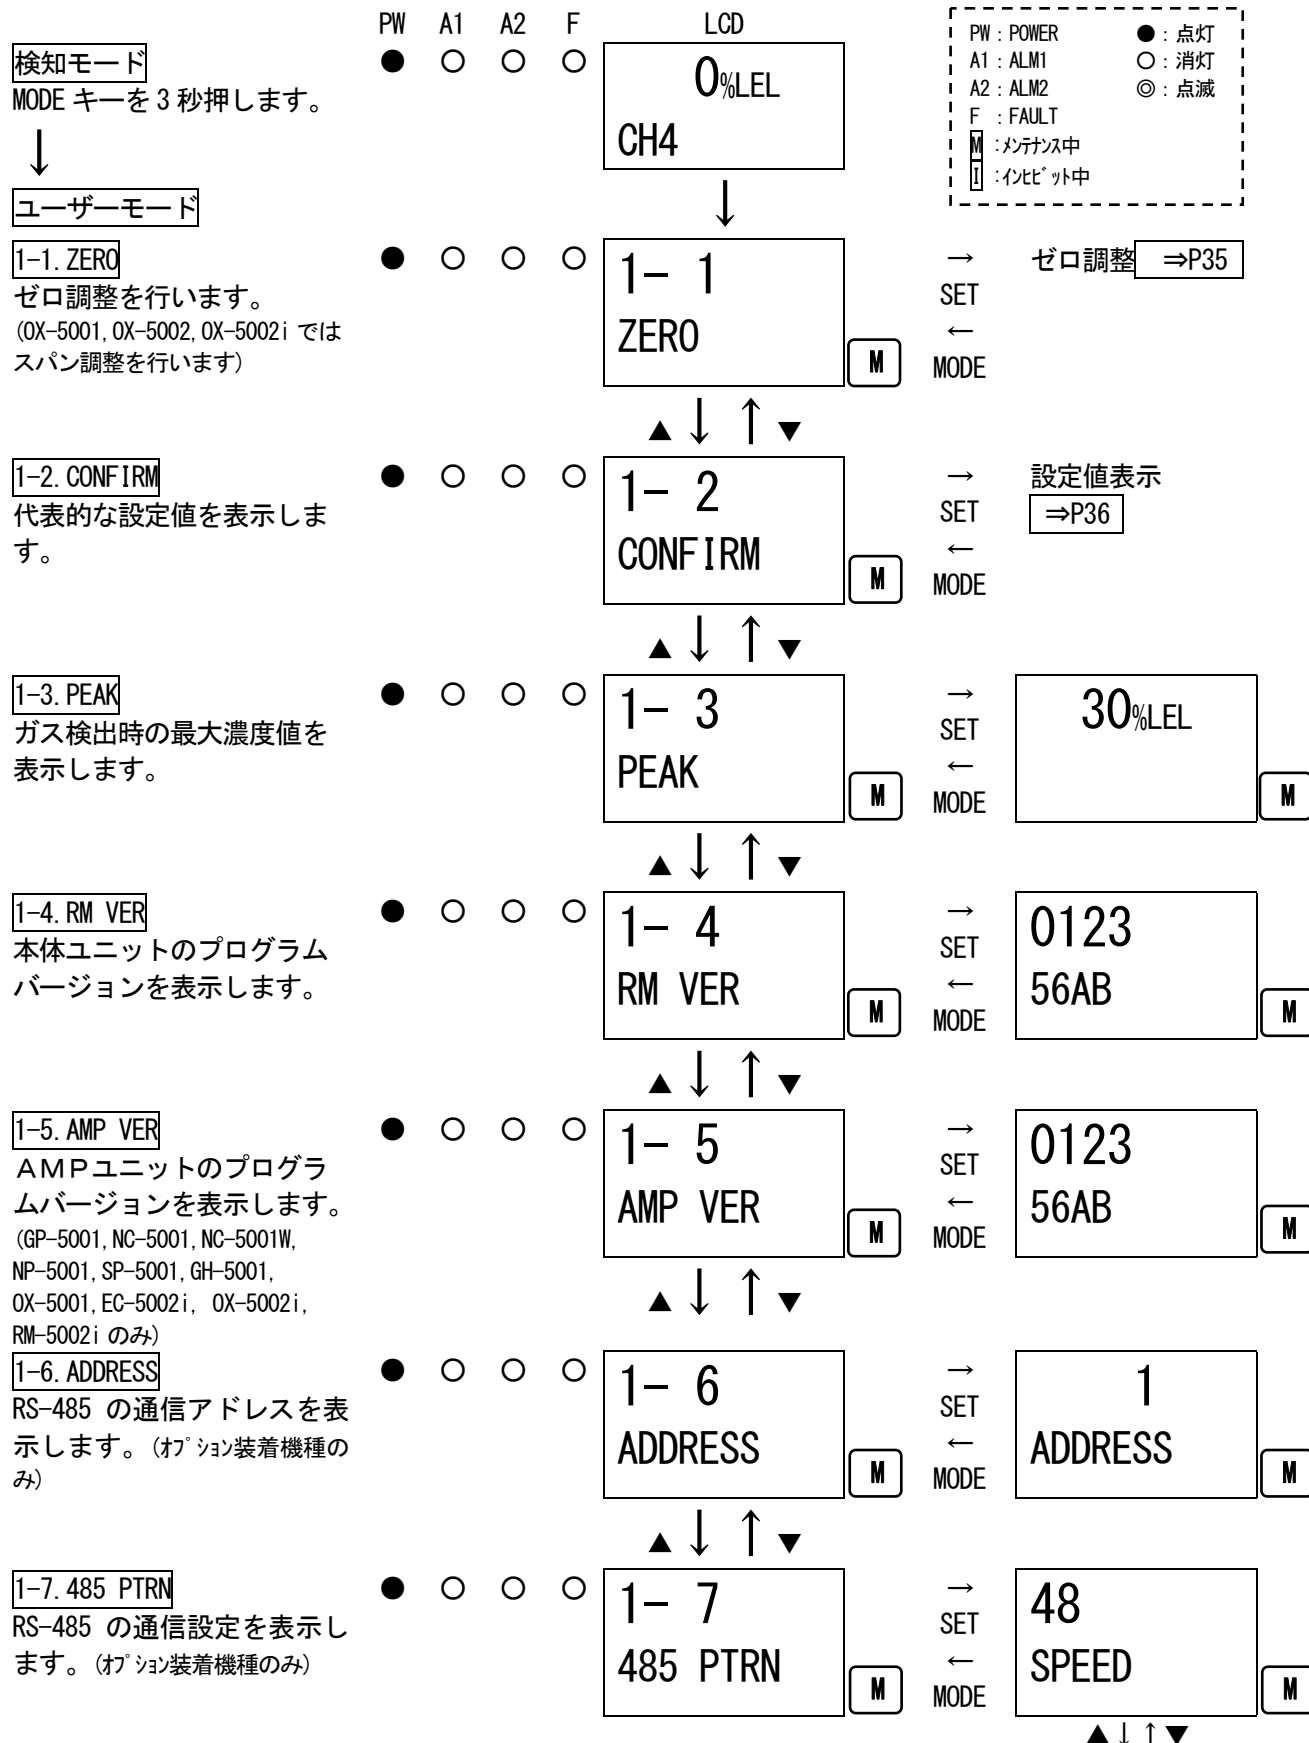 PW A1 A2 F LCD
検知モード ● ○ ○ ○
MODE キーを 3 秒押します。
↓
ユーザーモード
0%LEL
CH4
↓
PW : POWER ● : 点灯
A1 : ALM1 ○ : 消灯
A2 : ALM2 ◎ : 点滅
F : FAULT
M :ﾒﾝﾃﾅﾝｽ中
I :ｲﾝﾋﾋﾞｯﾄ中
1-1.ZERO ● ○ ○ ○
ゼロ調整を行います。
(OX-5001,OX-5002,OX-5002i では
スパン調整を行います)
1- 1
ZERO
M
→
SET
←
MODE
ゼロ調整 ⇒P35
▲ ↓ ↑ ▼
1-2.CONFIRM ● ○ ○ ○
代表的な設定値を表示しま
す。
1- 2
CONFIRM
M
→
SET
←
MODE
設定値表示
⇒P36
▲ ↓ ↑ ▼
1-3.PEAK ● ○ ○ ○
ガス検出時の最大濃度値を
表示します。
1- 3
PEAK
M
→
SET
←
MODE
30%LEL
M
▲ ↓ ↑ ▼
1-4.RM VER ● ○ ○ ○
本体ユニットのプログラム
バージョンを表示します。
1- 4
RM VER
M
→
SET
←
MODE
0123
56AB
M
▲ ↓ ↑ ▼
1-5.AMP VER ● ○ ○ ○
ＡＭＰユニットのプログラ
ムバージョンを表示します。
(GP-5001,NC-5001,NC-5001W,
NP-5001,SP-5001,GH-5001,
OX-5001,EC-5002i, OX-5002i,
RM-5002i のみ)
1- 5
AMP VER
M
→
SET
←
MODE
0123
56AB
M
▲ ↓ ↑ ▼
1-6.ADDRESS ● ○ ○ ○
RS-485 の通信アドレスを表
示します。(ｵﾌﾟｼｮﾝ装着機種の
み)
1- 6
ADDRESS
M
→
SET
←
MODE
1
ADDRESS
M
▲ ↓ ↑ ▼
1-7.485 PTRN ● ○ ○ ○
RS-485 の通信設定を表示し
ます。(ｵﾌﾟｼｮﾝ装着機種のみ)
1- 7
485 PTRN
M
→
SET
←
MODE
48
SPEED
M
▲ ↓ ↑ ▼